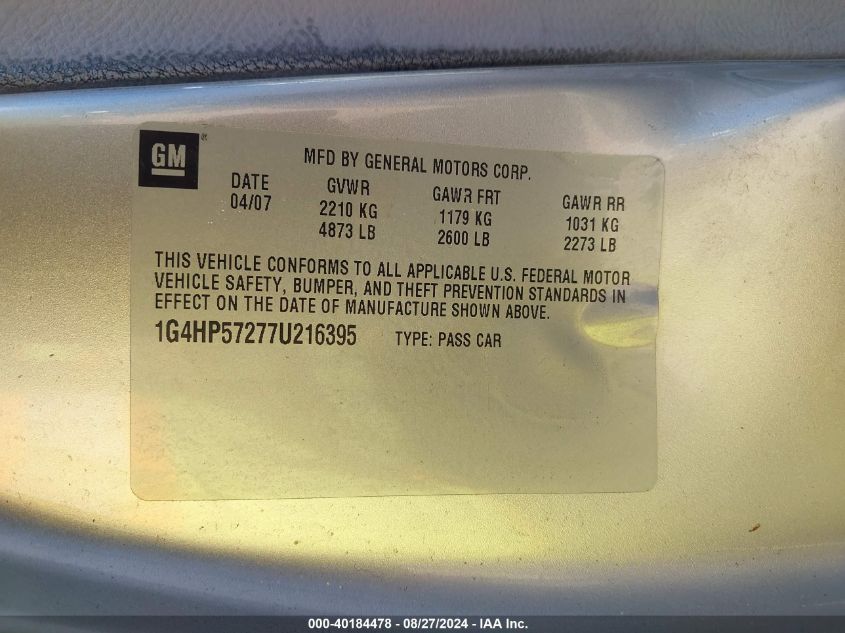 GM ®
MFD BY GENERAL MOTORS CORP.
DATE GVWR GAWR FRT GAWR RR
04/07 2210 KG 1179 KG 1031 KG
4873 LB 2600 LB 2273 LB
THIS VEHICLE CONFORMS TO ALL APPLICABLE U.S. FEDERAL MOTOR
VEHICLE SAFETY, BUMPER, AND THEFT PREVENTION STANDARDS IN
EFFECT ON THE DATE OF MANUFACTURE SHOWN ABOVE.
1G4HP57277U216395 TYPE: PASS CAR
000-40184478 - 08/27/2024 - IAA Inc.